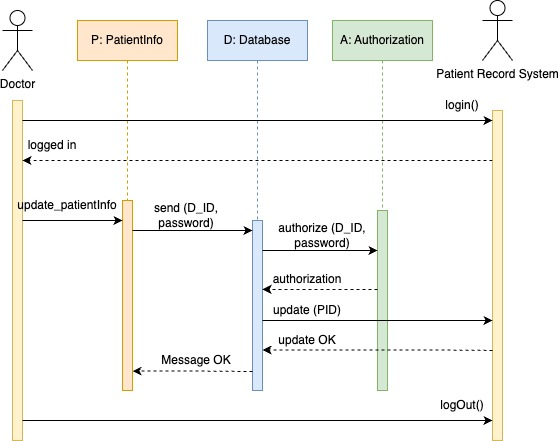 P: PatientInfo
D: Database
A: Authorization
Doctor
Patient Record System
login()
logged in
update_patientInfo
send (D_ID,
password)
authorize (D_ID,
password)
authorization
update (PID)
update OK
Message OK
logOut()